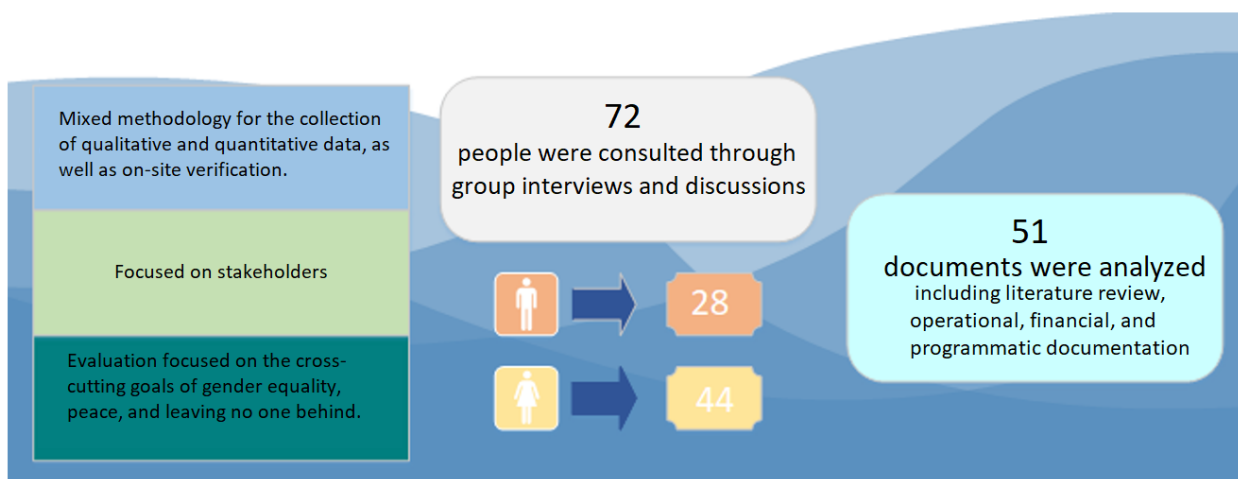 Mixed methodology for the collection
of qualitative and quantitative data, as
well as on-site verification.
Focused on stakeholders
Evaluation focused on the cross-
cutting goals of gender equality,
peace, and leaving no one behind.
72
people were consulted through
group interviews and discussions
28
44
51
documents were analyzed
including literature review,
operational, financial, and
programmatic documentation